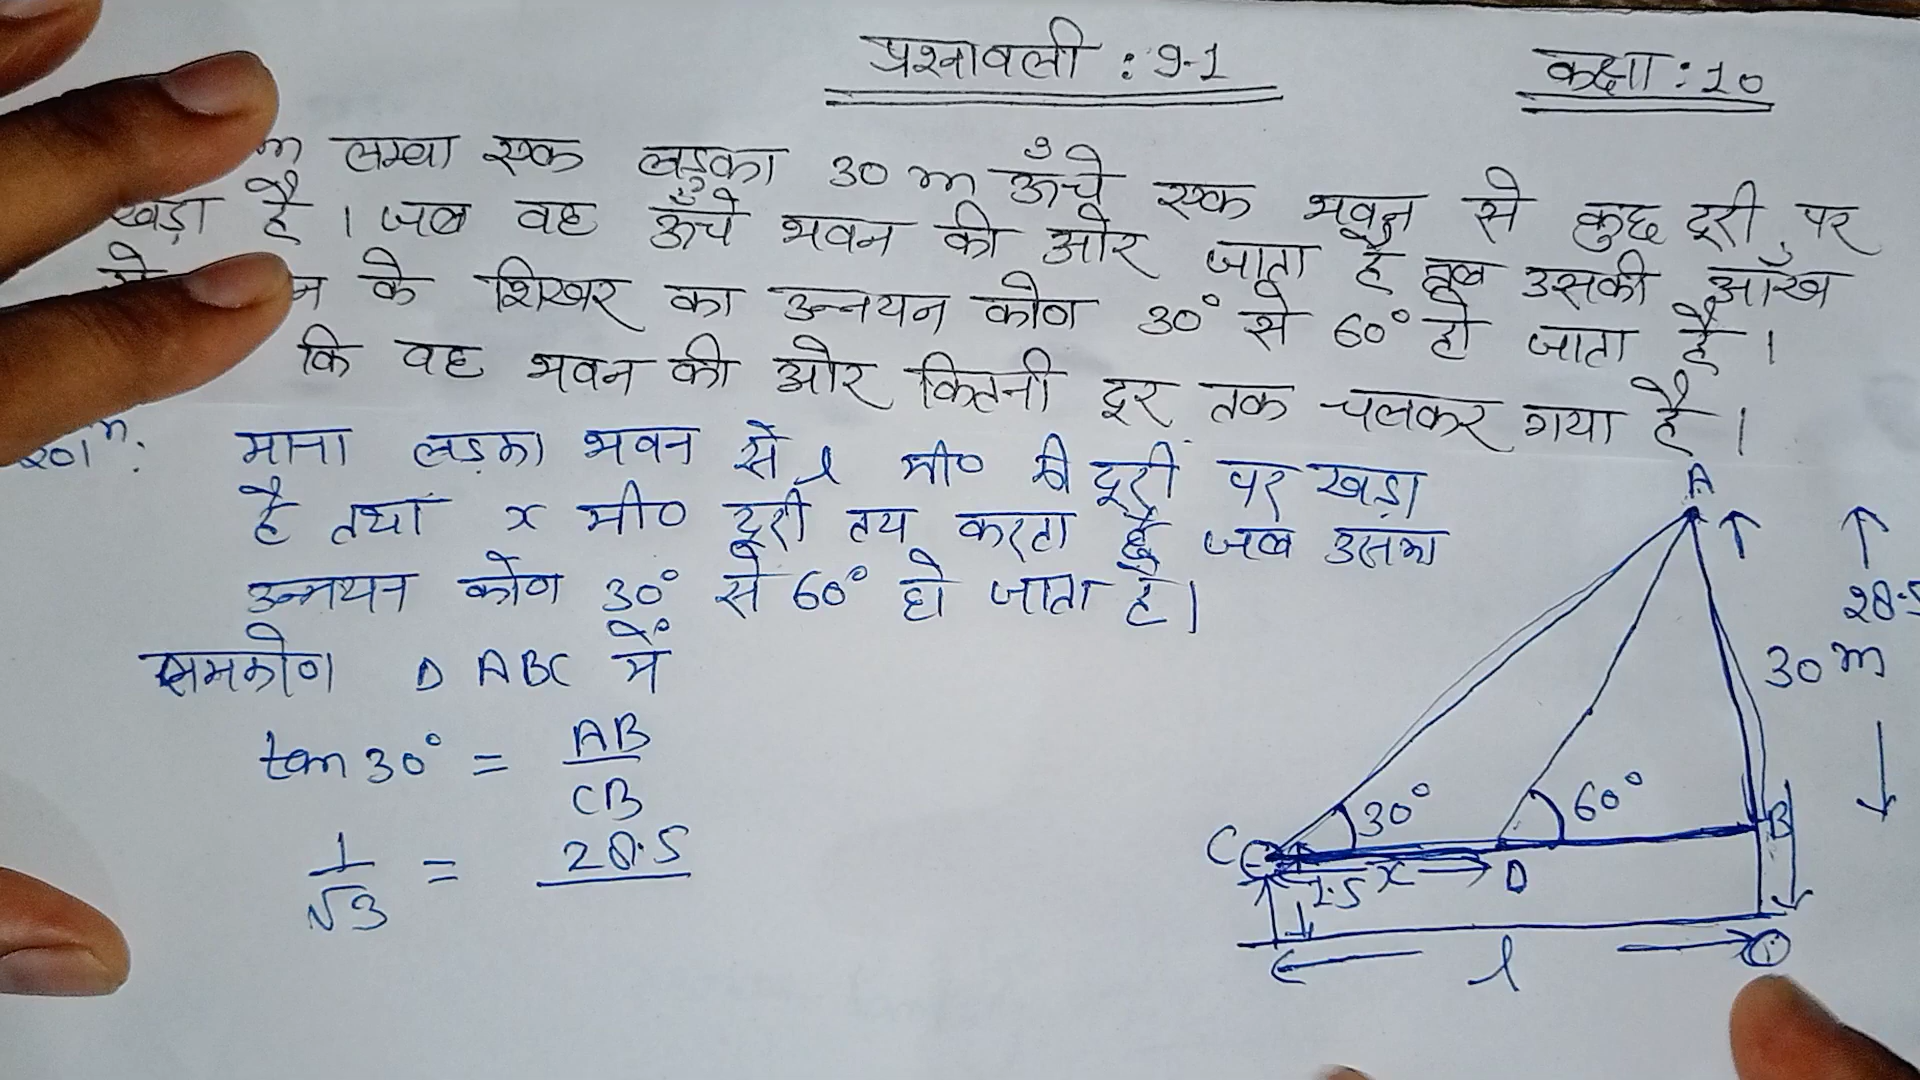 प्रश्नावली : 9.1
कक्षा : 10
m लम्बा एक लड़का 30 m ऊँचे एक भवन से कुछ दूरी पर
खड़ा है । जब वह ऊँचे भवन की ओर जाता है तब उसकी आँख
से न के शिखर का उन्नयन कोण 30° से 60° हो जाता है ।
कि वह भवन की ओर कितनी दूर तक चलकर गया है ।
solⁿ: माना लड़का भवन से l मी० की दूरी पर खड़ा
है तथा x मी० दूरी तय करता है जब उसका
उन्नयन कोण 30° से 60° हो जाता है ।
समकोण Δ ABC में
tan 30° = AB / CB
1 / √3 = 28.5
A
28.5
30 m
C 30° 60° B
1.5 x D
l